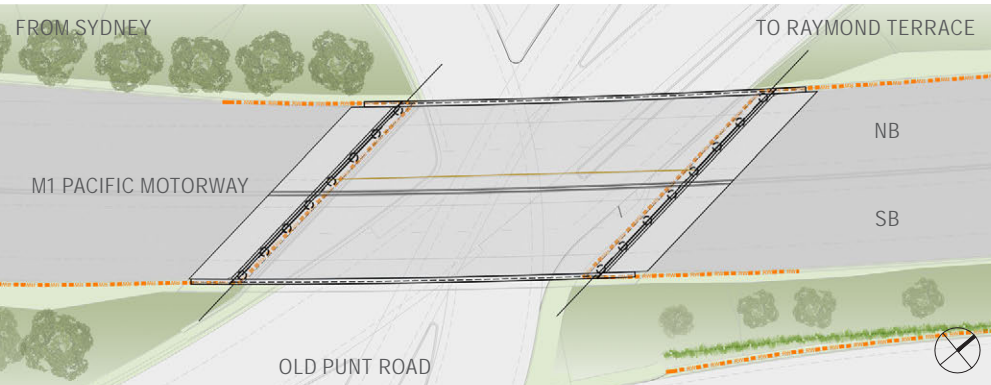 FROM SYDNEY
TO RAYMOND TERRACE
NB
M1 PACIFIC MOTORWAY
SB
OLD PUNT ROAD